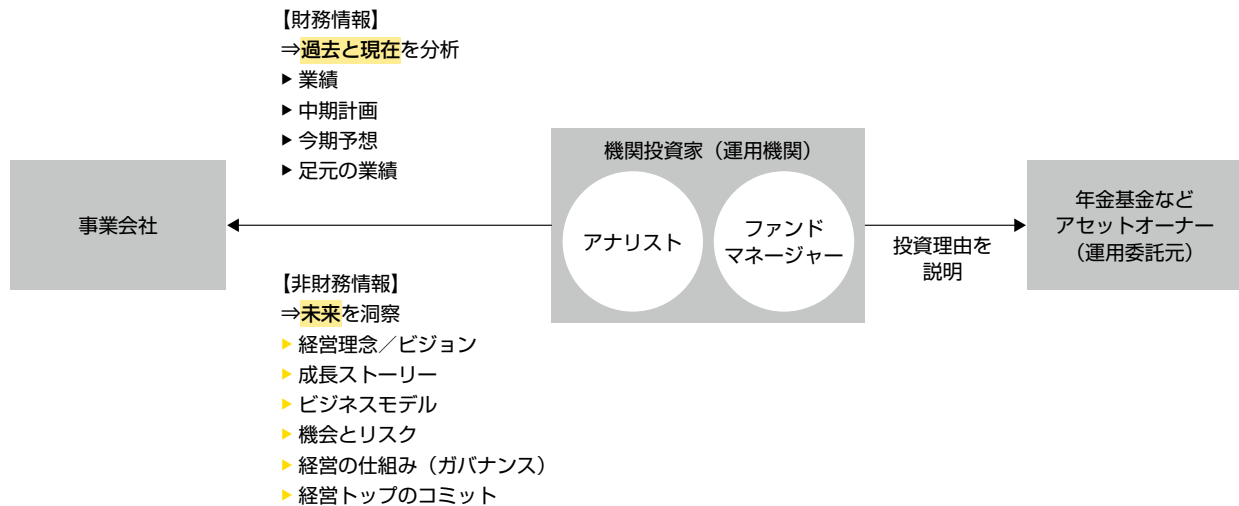 【財務情報】
⇒過去と現在を分析
▶ 業績
▶ 中期計画
▶ 今期予想
▶ 足元の業績
事業会社
【非財務情報】
⇒未来を洞察
▶ 経営理念／ビジョン
▶ 成長ストーリー
▶ ビジネスモデル
▶ 機会とリスク
▶ 経営の仕組み（ガバナンス）
▶ 経営トップのコミット
機関投資家（運用機関）
アナリスト
ファンド
マネージャー
投資理由を
説明
年金基金など
アセットオーナー
（運用委託元）